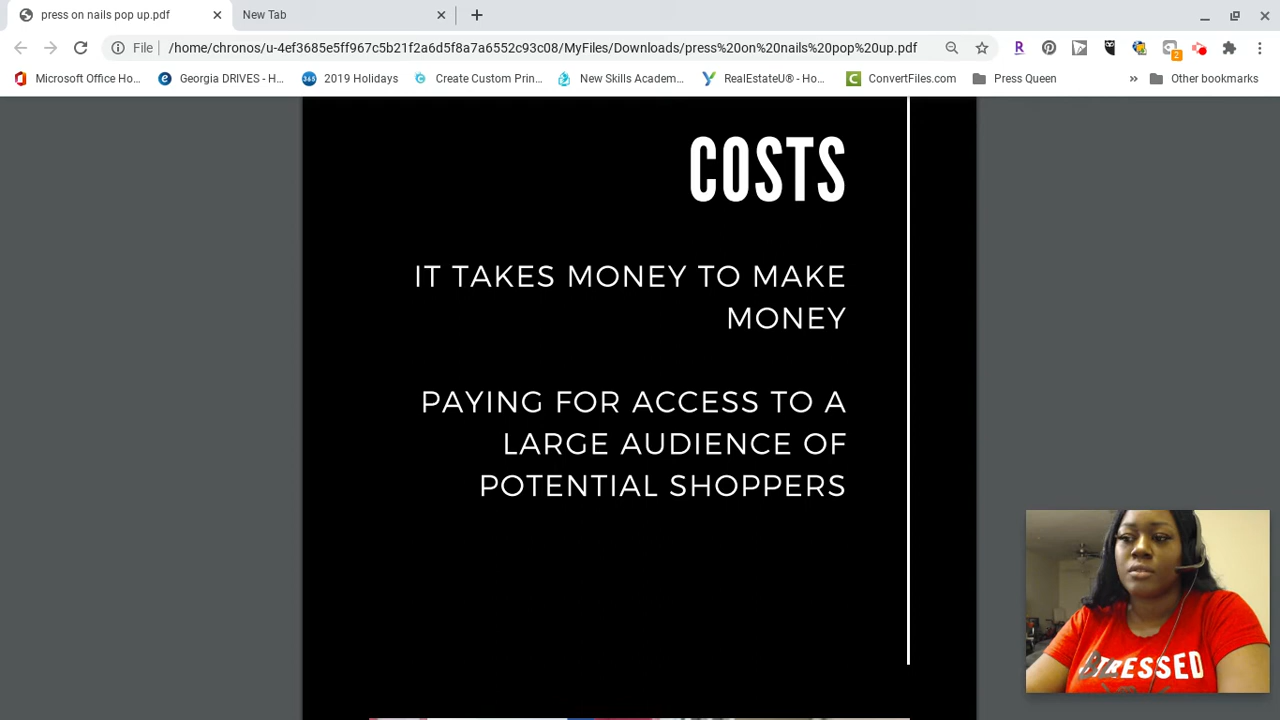 press on nails pop up.pdf
New Tab
File
/home/chronos/u-4ef3685e5ff967c5b21f2a6d5f8a7a6552c93c08/MyFiles/Downloads/press%20on%20nails%20pop%20up.pdf
2
Microsoft Office Ho...
Georgia DRIVES - H...
365
2019 Holidays
Create Custom Prin...
New Skills Academ...
RealEstateU® - Ho...
ConvertFiles.com
Press Queen
Other bookmarks
COSTS
IT TAKES MONEY TO MAKE
MONEY
PAYING FOR ACCESS TO A
LARGE AUDIENCE OF
POTENTIAL SHOPPERS
STRESSED